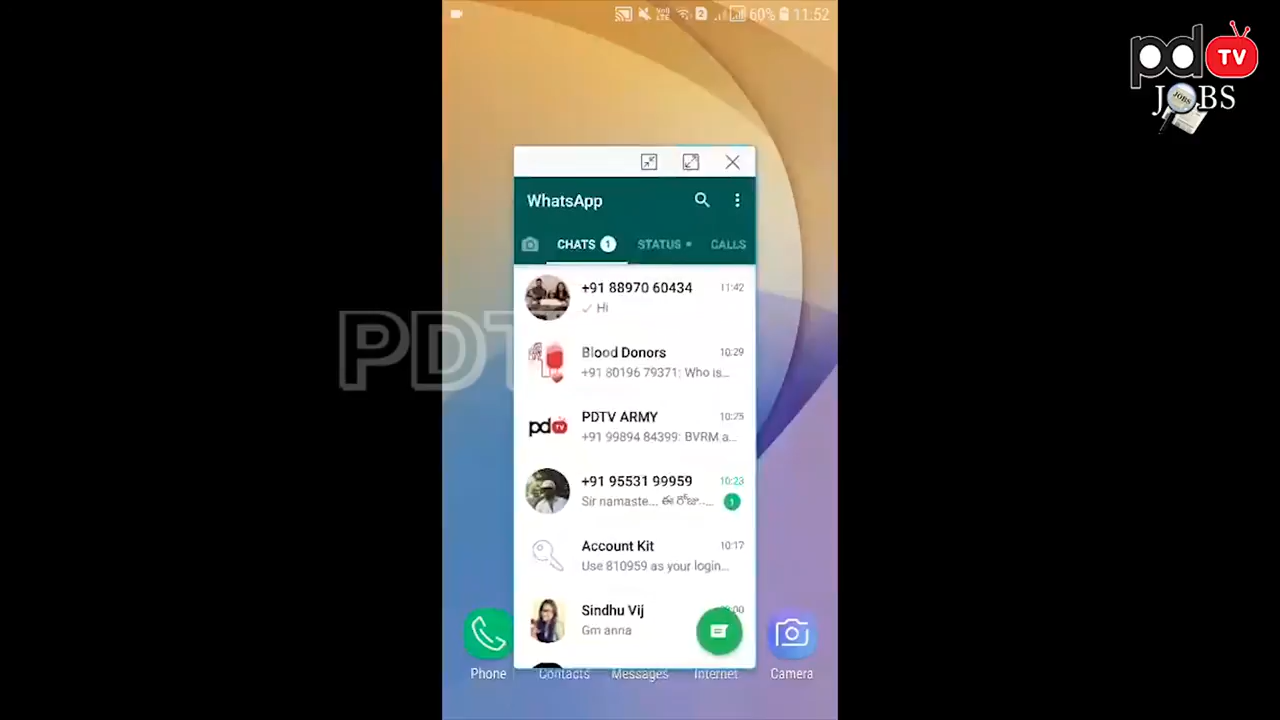 60% 11.52
pd TV
JOBS
WhatsApp
CHATS 1 STATUS CALLS
+91 88970 60434 11:42
Hi
Blood Donors 10:29
+91 80196 79371: Who is...
PDTV ARMY 10:25
pd TV
+91 99894 84399: BVRM a...
+91 95531 99959 10:23
Sir namaste... ఈ రోజు... 1
Account Kit 10:17
Use 810959 as your login...
Sindhu Vij
Gm anna
PDT
Phone Contacts Messages Internet Camera